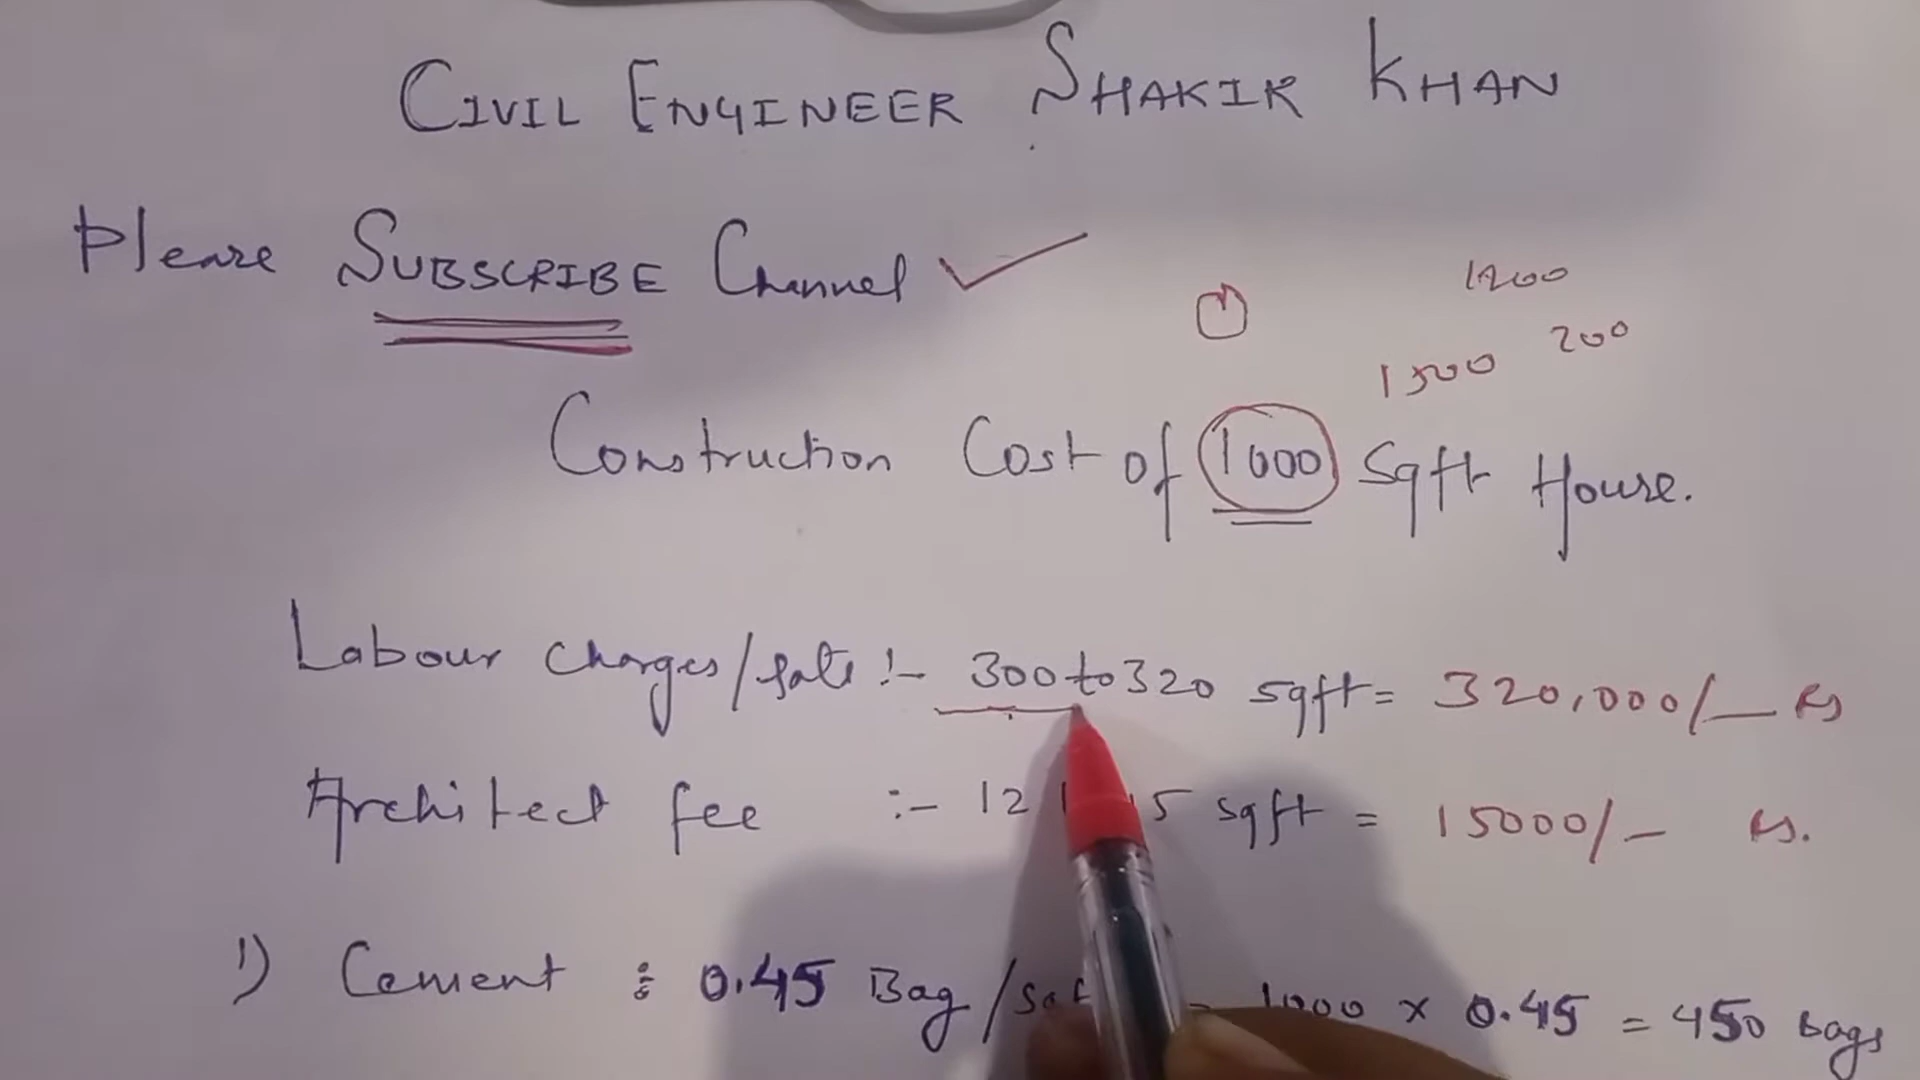 CIVIL ENGINEER SHAKIR KHAN
Please SUBSCRIBE Channel
1200
200
1500
Construction Cost of 1000 Sqft House.
Labour charges/rate :- 300 to 320 sqft = 320,000/- Rs
Architect fee :- 12 15 sqft = 15000/- Rs.
1) Cement : 0.45 Bag/sqft = 1000 x 0.45 = 450 Bags